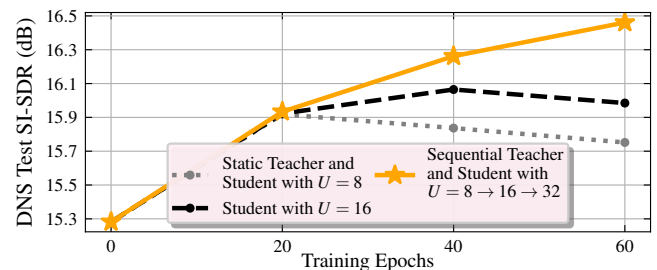 DNS Test SI-SDR (dB)
16.5
16.3
16.1
15.9
15.7
15.5
15.3
Static Teacher and
Student with U = 8
Student with U = 16
Sequential Teacher
and Student with
U = 8 → 16 → 32
0 20 40 60
Training Epochs